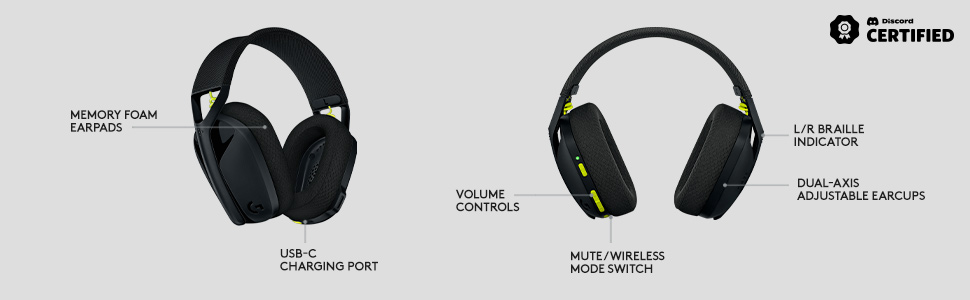 Discord
CERTIFIED
MEMORY FOAM
EARPADS
L/R BRAILLE
INDICATOR
VOLUME
CONTROLS
DUAL-AXIS
ADJUSTABLE EARCUPS
USB-C
CHARGING PORT
MUTE/WIRELESS
MODE SWITCH